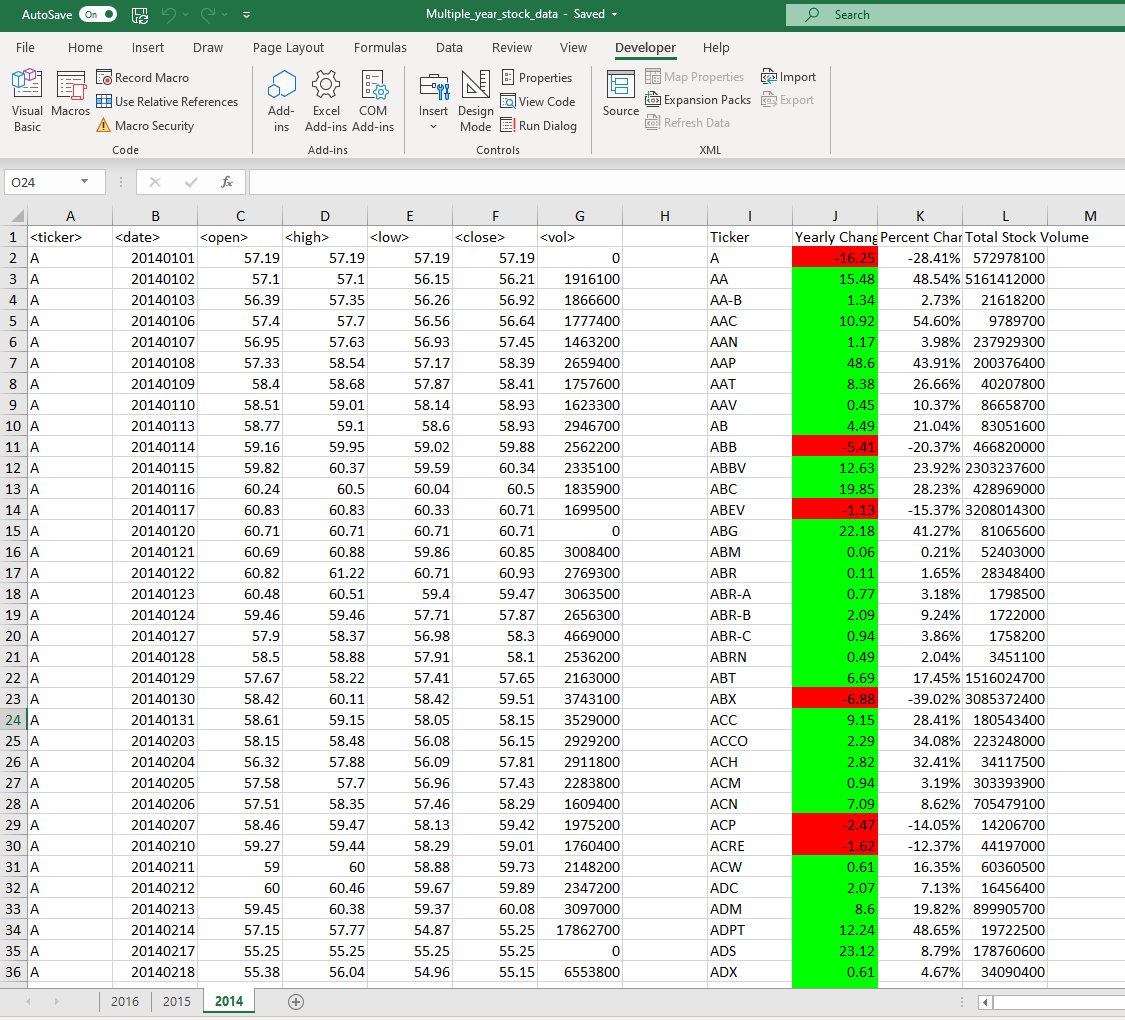 AutoSave On Multiple_year_stock_data - Saved Search
File Home Insert Draw Page Layout Formulas Data Review View Developer Help
Visual Basic Macros Record Macro Use Relative References Macro Security Code
Add-ins Excel Add-ins COM Add-ins Add-ins
Insert Design Mode Properties View Code Run Dialog Controls
Source Map Properties Expansion Packs Refresh Data Import Export XML
O24 fx
A B C D E F G H I J K L M
1 <ticker> <date> <open> <high> <low> <close> <vol> Ticker Yearly Chang Percent Char Total Stock Volume
2 A 20140101 57.19 57.19 57.19 57.19 0 A -16.25 -28.41% 572978100
3 A 20140102 57.1 57.1 56.15 56.21 1916100 AA 15.48 48.54% 5161412000
4 A 20140103 56.39 57.35 56.26 56.92 1866600 AA-B 1.34 2.73% 21618200
5 A 20140106 57.4 57.7 56.56 56.64 1777400 AAC 10.92 54.60% 9789700
6 A 20140107 56.95 57.63 56.93 57.45 1463200 AAN 1.17 3.98% 237929300
7 A 20140108 57.33 58.54 57.17 58.39 2659400 AAP 48.6 43.91% 200376400
8 A 20140109 58.4 58.68 57.87 58.41 1757600 AAT 8.38 26.66% 40207800
9 A 20140110 58.51 59.01 58.14 58.93 1623300 AAV 0.45 10.37% 86658700
10 A 20140113 58.77 59.1 58.6 58.93 2946700 AB 4.49 21.04% 83051600
11 A 20140114 59.16 59.95 59.02 59.88 2562200 ABB -5.41 -20.37% 466820000
12 A 20140115 59.82 60.37 59.59 60.34 2335100 ABBV 12.63 23.92% 2303237600
13 A 20140116 60.24 60.5 60.04 60.5 1835900 ABC 19.85 28.23% 428969000
14 A 20140117 60.83 60.83 60.33 60.71 1699500 ABEV -1.13 -15.37% 3208014300
15 A 20140120 60.71 60.71 60.71 60.71 0 ABG 22.18 41.27% 81065600
16 A 20140121 60.69 60.88 59.86 60.85 3008400 ABM 0.06 0.21% 52403000
17 A 20140122 60.82 61.22 60.71 60.93 2769300 ABR 0.11 1.65% 28348400
18 A 20140123 60.48 60.51 59.4 59.47 3063500 ABR-A 0.77 3.18% 1798500
19 A 20140124 59.46 59.46 57.71 57.87 2656300 ABR-B 2.09 9.24% 1722000
20 A 20140127 57.9 58.37 56.98 58.3 4669000 ABR-C 0.94 3.86% 1758200
21 A 20140128 58.5 58.88 57.91 58.1 2536200 ABRN 0.49 2.04% 3451100
22 A 20140129 57.67 58.22 57.41 57.65 2163000 ABT 6.69 17.45% 1516024700
23 A 20140130 58.42 60.11 58.42 59.51 3743100 ABX -6.88 -39.02% 3085372400
24 A 20140131 58.61 59.15 58.05 58.15 3529000 ACC 9.15 28.41% 180543400
25 A 20140203 58.15 58.48 56.08 56.15 2929200 ACCO 2.29 34.08% 223248000
26 A 20140204 56.32 57.88 56.09 57.81 2911800 ACH 2.82 32.41% 34117500
27 A 20140205 57.58 57.7 56.96 57.43 2283800 ACM 0.94 3.19% 303393900
28 A 20140206 57.51 58.35 57.46 58.29 1609400 ACN 7.09 8.62% 705479100
29 A 20140207 58.46 59.47 58.13 59.42 1975200 ACP -2.47 -14.05% 14206700
30 A 20140210 59.27 59.44 58.29 59.01 1760400 ACRE -1.62 -12.37% 44197000
31 A 20140211 59 60 58.88 59.73 2148200 ACW 0.61 16.35% 60360500
32 A 20140212 60 60.46 59.67 59.89 2347200 ADC 2.07 7.13% 16456400
33 A 20140213 59.45 60.38 59.37 60.08 3097000 ADM 8.6 19.82% 899905700
34 A 20140214 57.15 57.77 54.87 55.25 17862700 ADPT 12.24 48.65% 19722500
35 A 20140217 55.25 55.25 55.25 55.25 0 ADS 23.12 8.79% 178760600
36 A 20140218 55.38 56.04 54.96 55.15 6553800 ADX 0.61 4.67% 34090400
2016 2015 2014